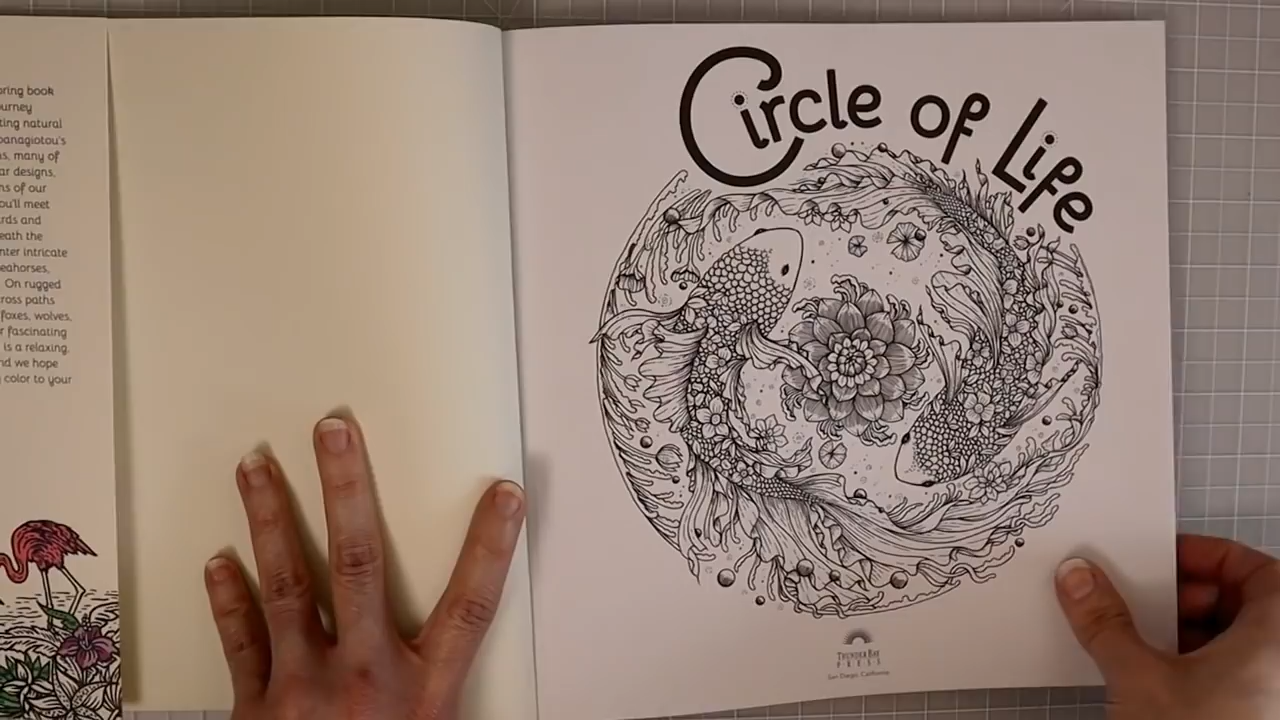 ring book
urney
ting natural
panagiotou's
s, many of
ar designs,
ns of our
ou'll meet
rds and
eath the
nter intricate
eahorses,
On rugged
ross paths
foxes, wolves,
r fascinating
is a relaxing,
nd we hope
color to your
Circle of Life
THUNDER BAY
PRESS
San Diego, California